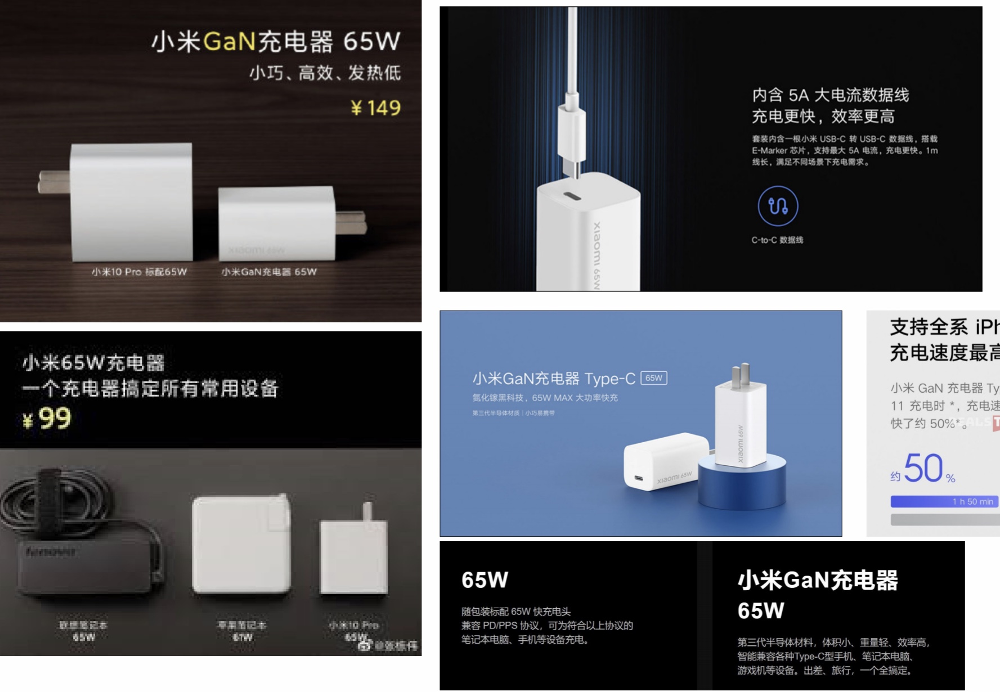 小米GaN充电器 65W
小巧、高效、发热低
¥ 149
xiaomi 65W
小米10 Pro 标配65W
小米GaN充电器 65W
小米65W充电器
一个充电器搞定所有常用设备
¥ 99
lenovo
联想笔记本
65W
苹果笔记本
61W
小米10 Pro
65W
内含 5A 大电流数据线
充电更快，效率更高
套装内含一根小米 USB-C 转 USB-C 数据线，搭载
E-Marker 芯片，支持最大 5A 电流，充电更快。1m
线长，满足不同场景下充电需求。
C-to-C 数据线
xiaomi 65W
小米GaN充电器 Type-C 65W
氮化镓黑科技，65W MAX 大功率快充
第三代半导体材质｜小巧易携带
xiaomi 65W
xiaomi 65W
支持全系 iPh
充电速度最高
小米 GaN 充电器 Ty
11 充电时 *，充电速
快了约 50%*。
约 50 %
1 h 50 min
65W
随包装标配 65W 快充电头
兼容 PD/PPS 协议，可为符合以上协议的
笔记本电脑、手机等设备充电。
小米GaN充电器
65W
第三代半导体材料，体积小、重量轻、效率高，
智能兼容各种Type-C型手机、笔记本电脑、
游戏机等设备。出差、旅行，一个全搞定。